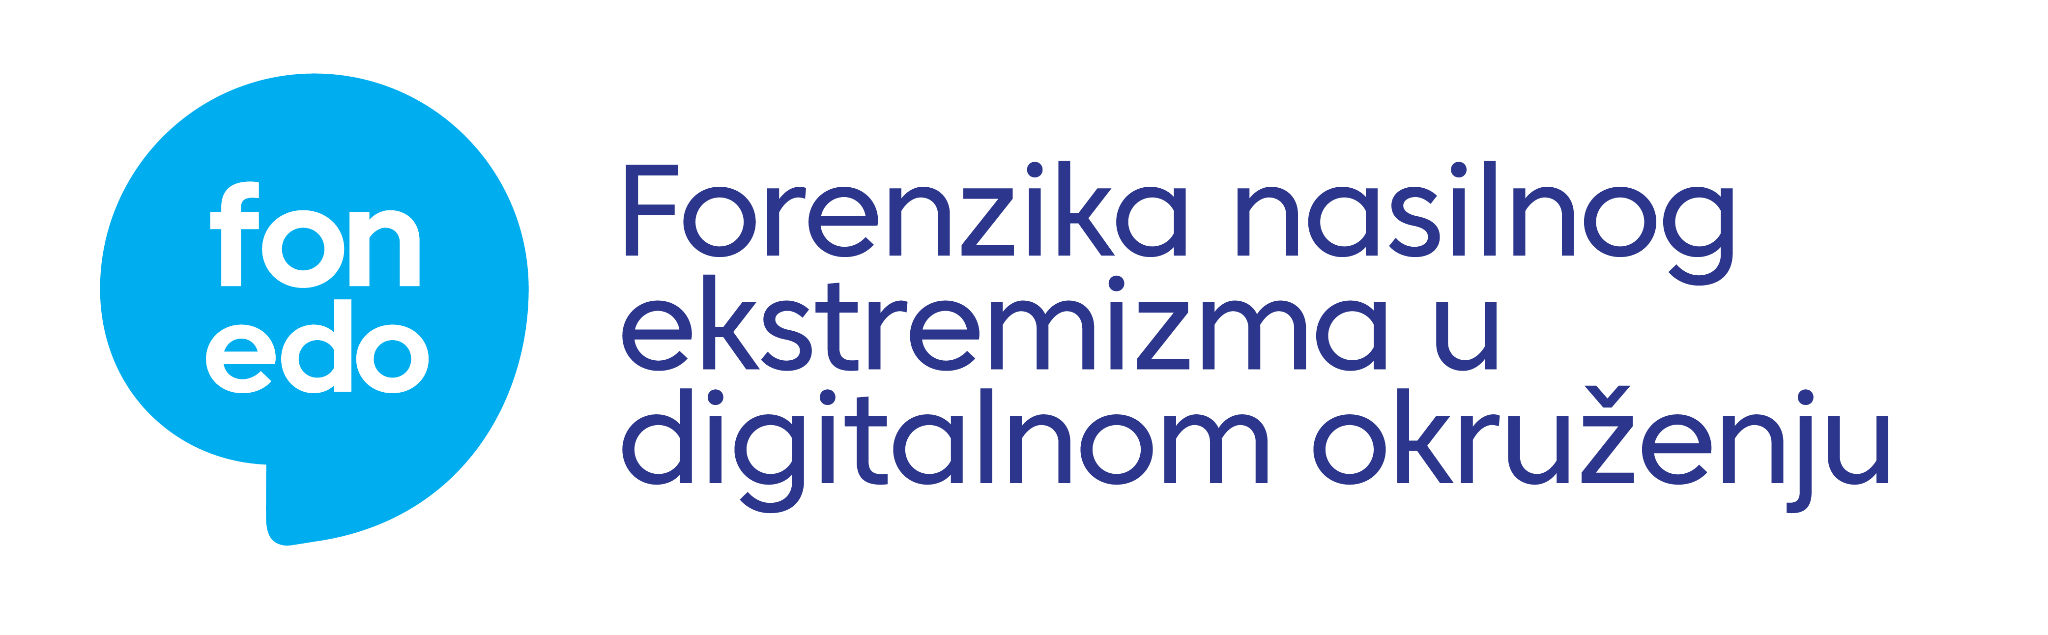 fon
edo
Forenzika nasilnog
ekstremizma u
digitalnom okruženju